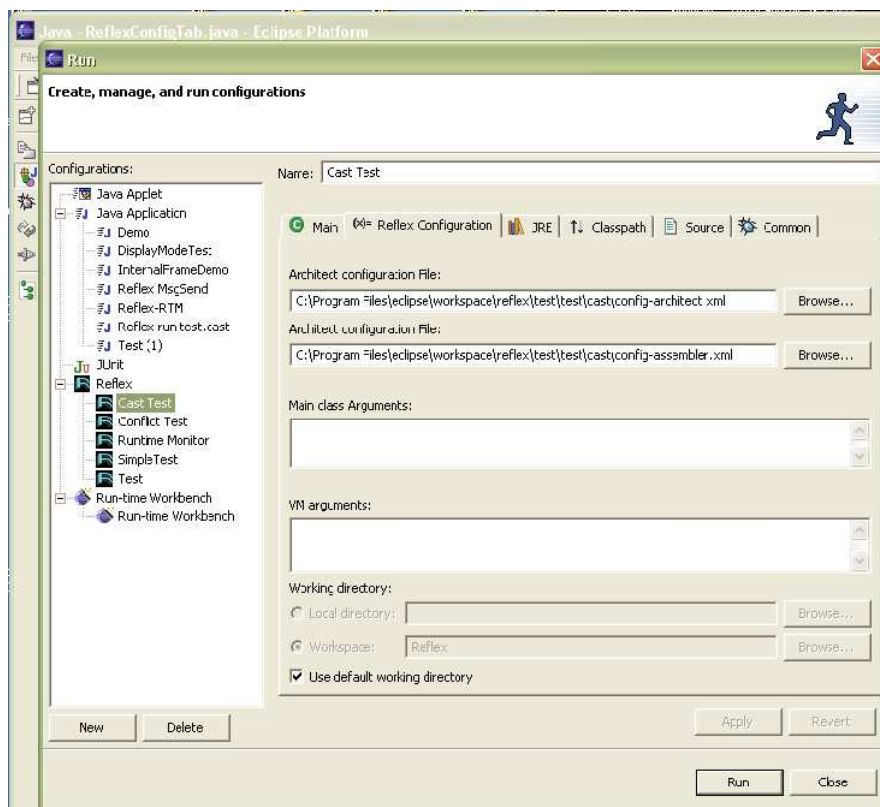 Java - ReflexConfigTab.java - Eclipse Platform
File
Run
Create, manage, and run configurations
Configurations:
Java Applet
Java Application
Demo
DisplayModeTest
InternalFrameDemo
Reflex MsgSend
Reflex-RTM
Reflex run test.cast
Test (1)
JUnit
Reflex
Cast Test
Conflict Test
Runtime Monitor
SimpleTest
Test
Run-time Workbench
Run-time Workbench
New Delete
Name: Cast Test
Main (x)= Reflex Configuration JRE Classpath Source Common
Architect configuration File:
C:\Program Files\eclipse\workspace\reflex\test\test\cast\config-architect.xml Browse...
Architect configuration File:
C:\Program Files\eclipse\workspace\reflex\test\test\cast\config-assembler.xml Browse...
Main class Arguments:
VM arguments:
Working directory:
Local directory: Browse...
Workspace: Reflex Browse...
Use default working directory
Apply Revert
Run Close